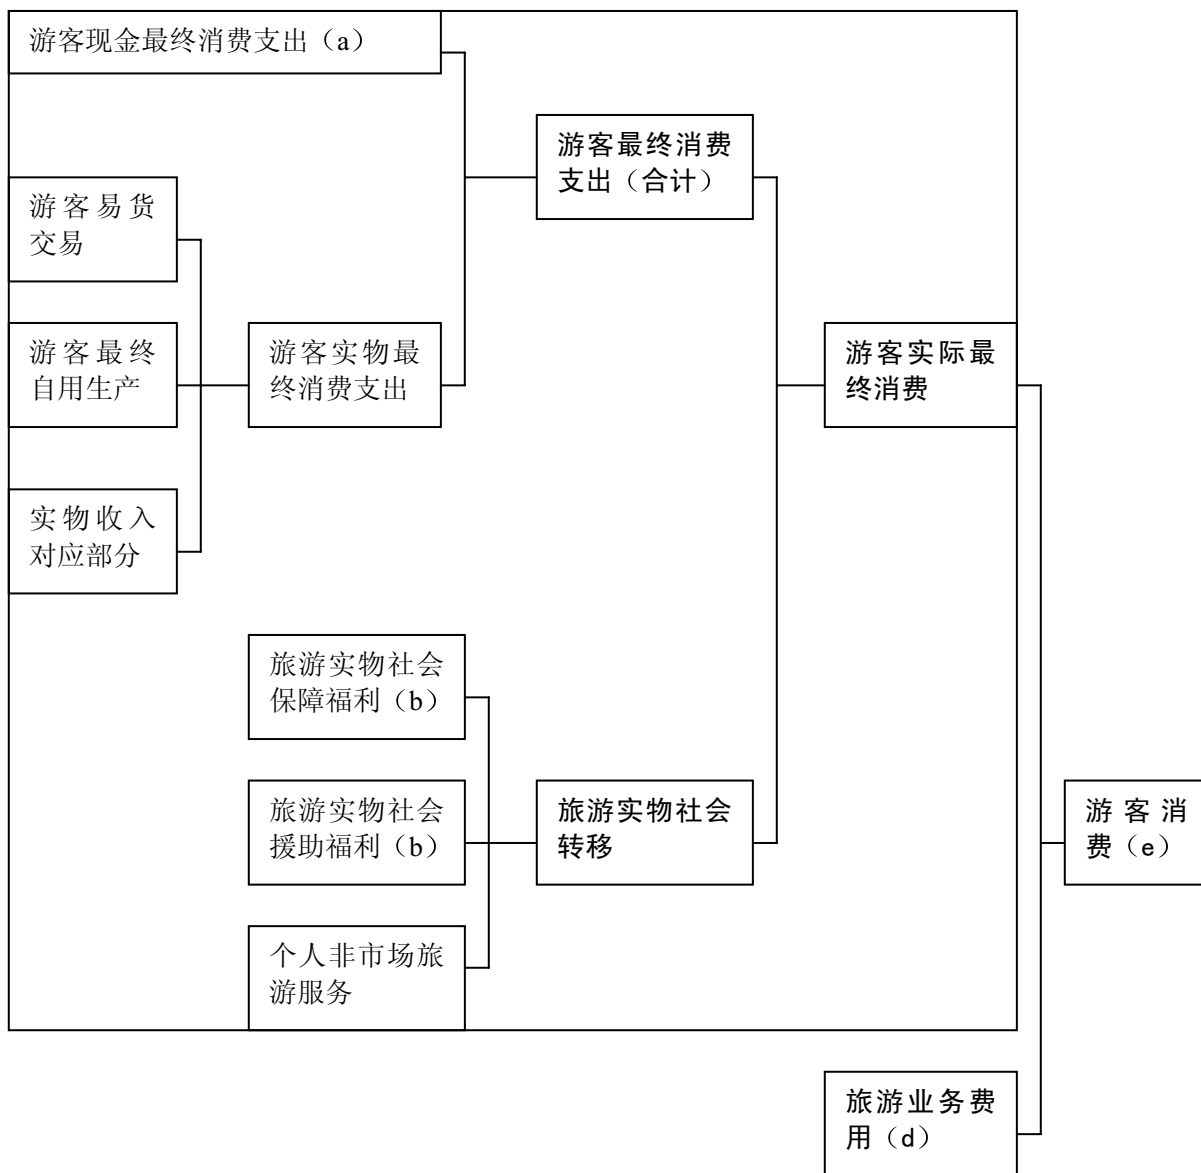 游客现金最终消费支出（a）
游客最终消费
支出（合计）
游客易货
交易
游客最终
自用生产
游客实物最
终消费支出
游客实际最
终消费
实物收入
对应部分
旅游实物社会
保障福利（b）
旅游实物社会
援助福利（b）
旅游实物社会
转移
游客消
费（e）
个人非市场旅
游服务
旅游业务费
用（d）